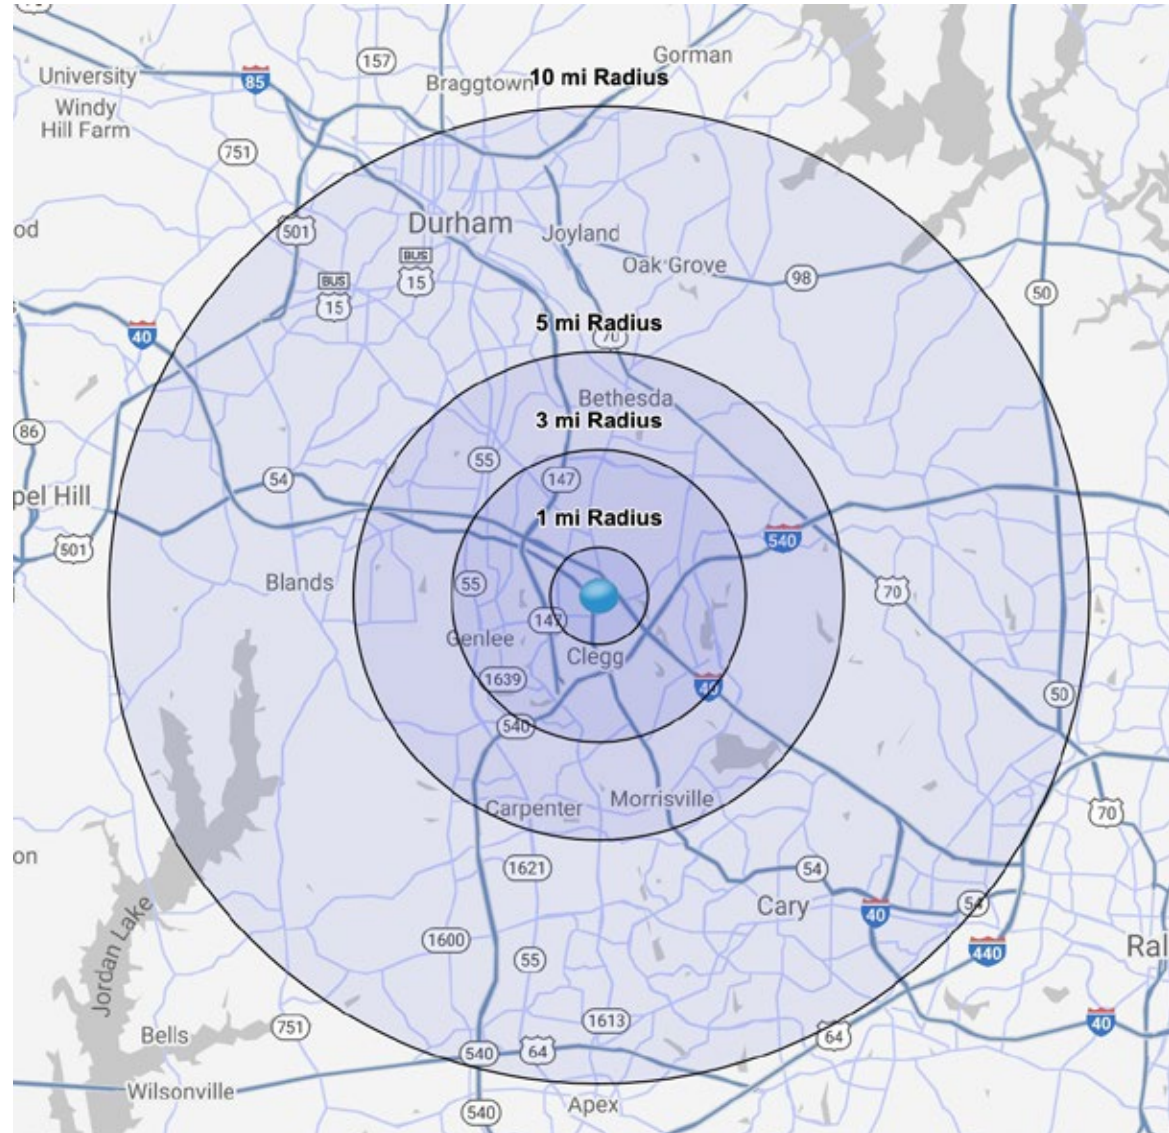 Gorman
157
University
10 mi Radius
85
Braggtown
Windy
Hill Farm
751
Durham
501
Joyland
od
BUS
15
Oak Grove
BUS
15
98
50
5 mi Radius
70
40
Bethesda
3 mi Radius
86
55
54
147
pel Hill
1 mi Radius
540
501
Blands
55
70
147
Genlee
Clegg
1639
40
50
540
Carpenter
Morrisville
70
on
1621
54
Cary
54
40
Jordan Lake
1600
Ral
440
55
1613
40
Bells
751
64
540
64
Wilsonville
Apex
540